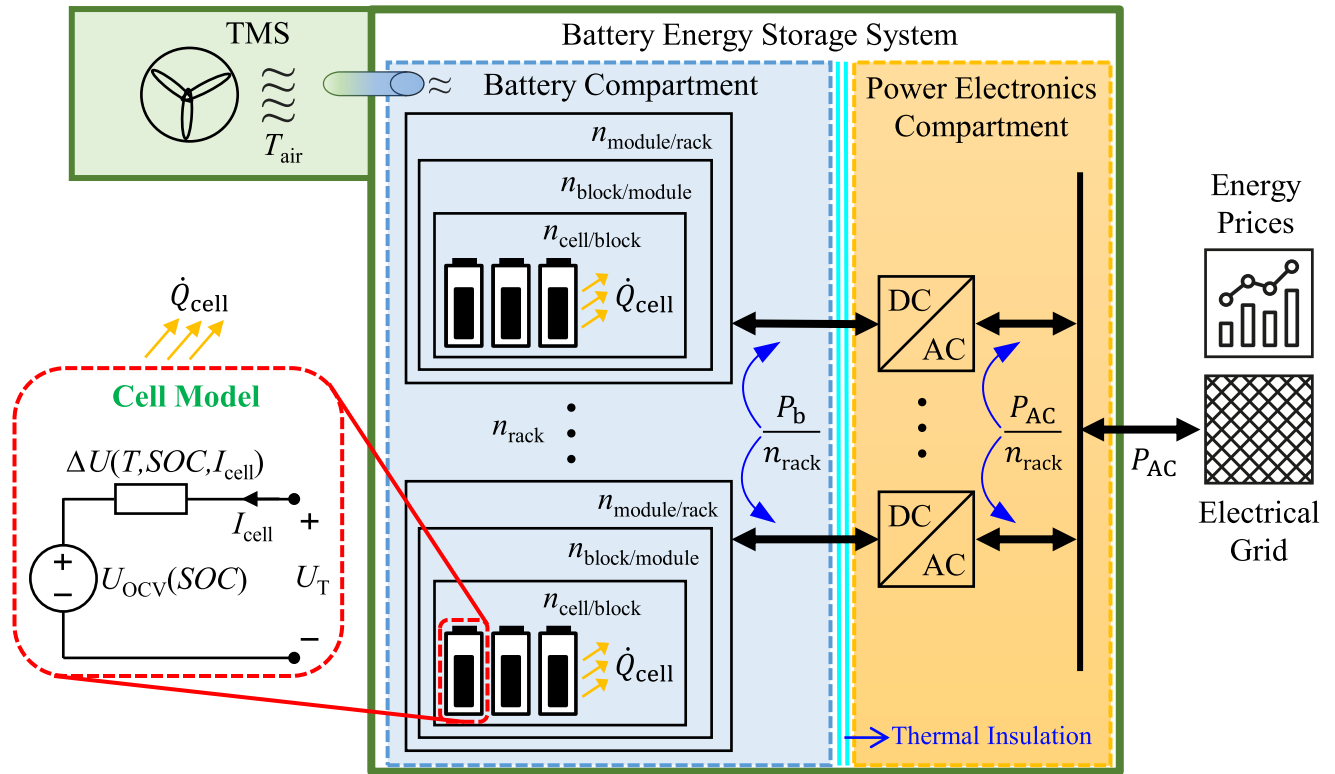 TMS
T_air
Battery Energy Storage System
Battery Compartment
Power Electronics
Compartment
n_module/rack
n_block/module
n_cell/block
Q̇_cell
DC
AC
n_rack
P_b
n_rack
P_AC
n_rack
P_AC
Energy
Prices
Electrical
Grid
n_module/rack
n_block/module
n_cell/block
Q̇_cell
DC
AC
Thermal Insulation
Q̇_cell
Cell Model
ΔU(T,SOC,I_cell)
I_cell
+
+
−
U_OCV(SOC)
U_T
−